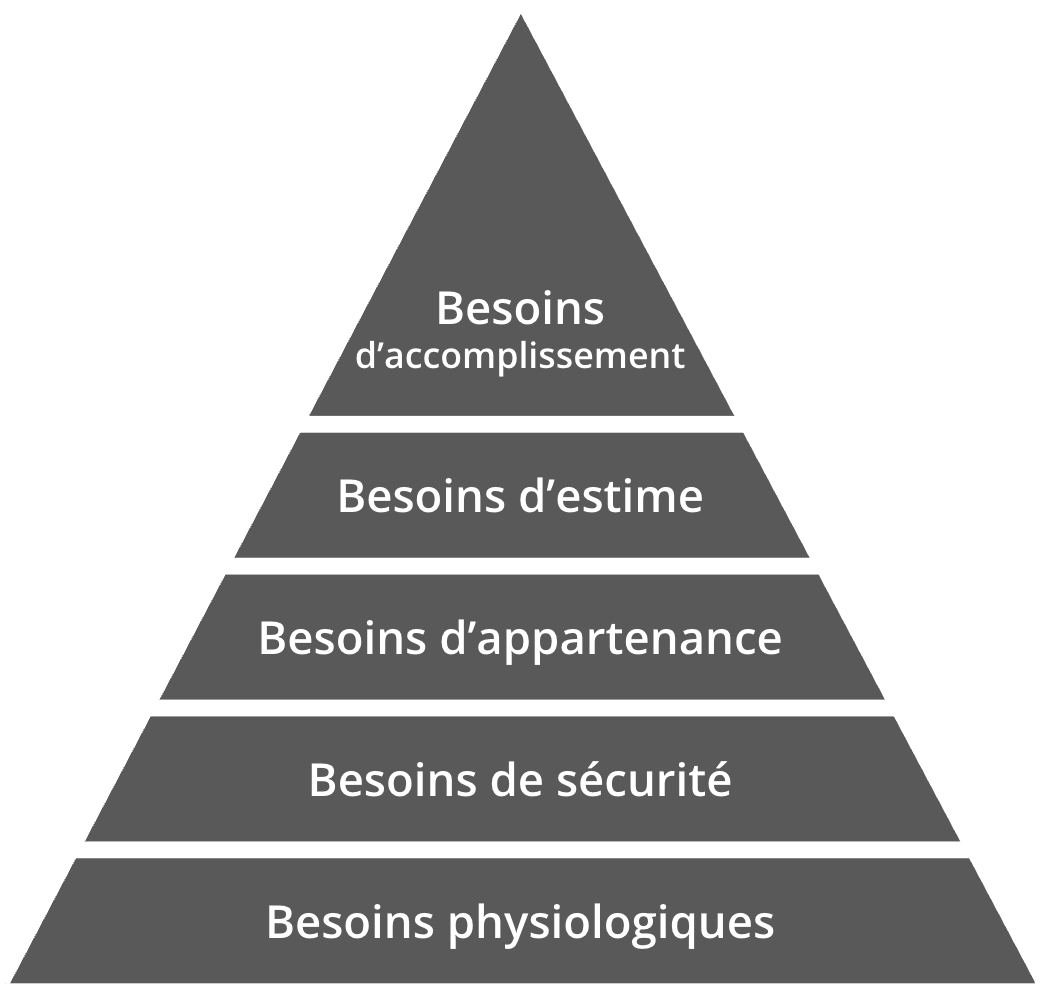 Besoins
d’accomplissement
Besoins d’estime
Besoins d’appartenance
Besoins de sécurité
Besoins physiologiques